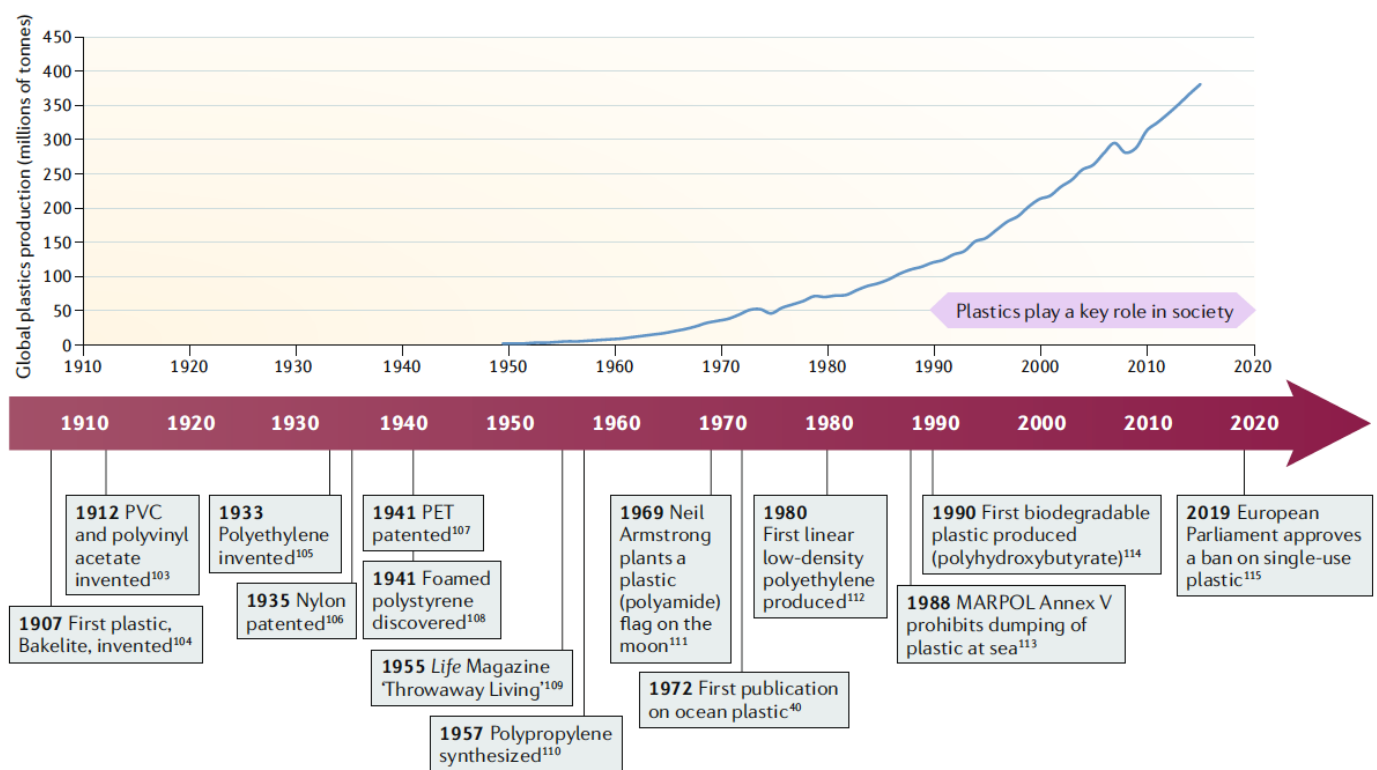 Global plastics production (millions of tonnes)
450
400
350
300
250
200
150
100
50
0
Plastics play a key role in society
1910 1920 1930 1940 1950 1960 1970 1980 1990 2000 2010 2020
1910 1920 1930 1940 1950 1960 1970 1980 1990 2000 2010 2020
1912 PVC
and polyvinyl
acetate
invented¹⁰³
1907 First plastic,
Bakelite, invented¹⁰⁴
1933
Polyethylene
invented¹⁰⁵
1935 Nylon
patented¹⁰⁶
1941 PET
patented¹⁰⁷
1941 Foamed
polystyrene
discovered¹⁰⁸
1955 Life Magazine
‘Throwaway Living’¹⁰⁹
1957 Polypropylene
synthesized¹¹⁰
1969 Neil
Armstrong
plants a
plastic
(polyamide)
flag on the
moon¹¹¹
1972 First publication
on ocean plastic⁴⁰
1980
First linear
low-density
polyethylene
produced¹¹²
1990 First biodegradable
plastic produced
(polyhydroxybutyrate)¹¹⁴
1988 MARPOL Annex V
prohibits dumping of
plastic at sea¹¹³
2019 European
Parliament approves
a ban on single-use
plastic¹¹⁵